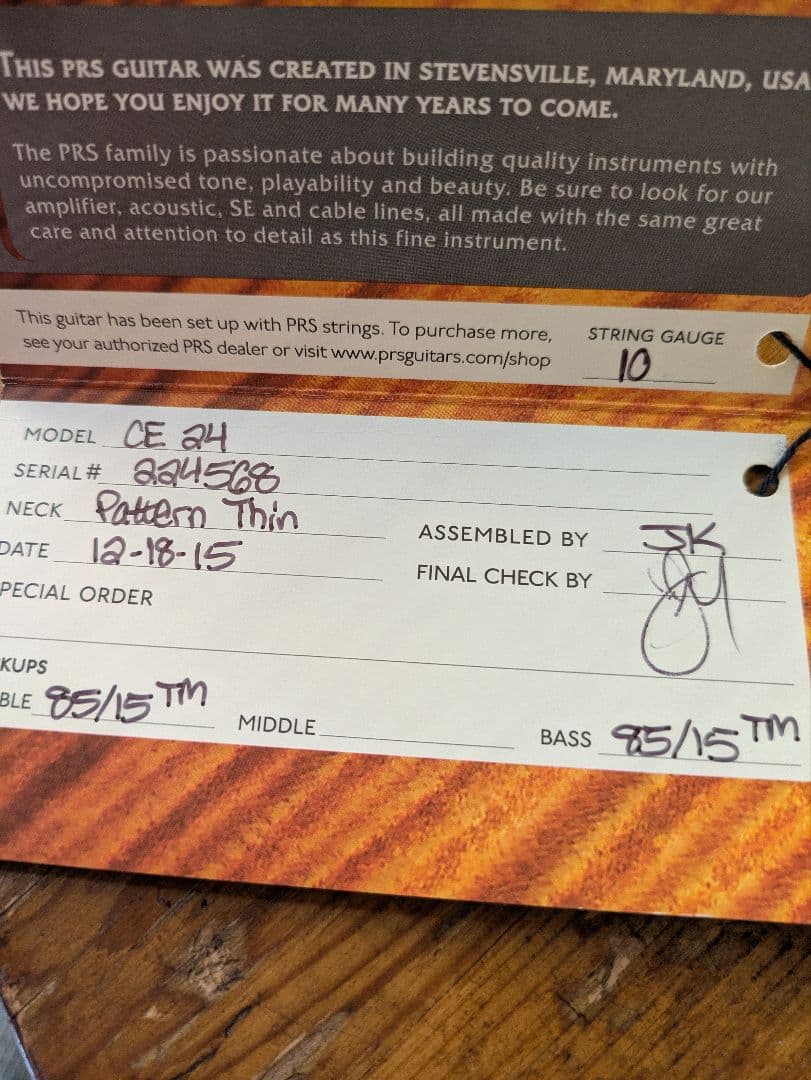 THIS PRS GUITAR WAS CREATED IN STEVENSVILLE, MARYLAND, USA
WE HOPE YOU ENJOY IT FOR MANY YEARS TO COME.
The PRS family is passionate about building quality instruments with
uncompromised tone, playability and beauty. Be sure to look for our
amplifier, acoustic, SE and cable lines, all made with the same great
care and attention to detail as this fine instrument.
This guitar has been set up with PRS strings. To purchase more,
see your authorized PRS dealer or visit www.prsguitars.com/shop
STRING GAUGE
10
MODEL CE 24
SERIAL # 224568
NECK Pattern Thin
DATE 12-18-15
ASSEMBLED BY JK
FINAL CHECK BY
PECIAL ORDER
KUPS
BLE 85/15 TM
MIDDLE
BASS 85/15 TM